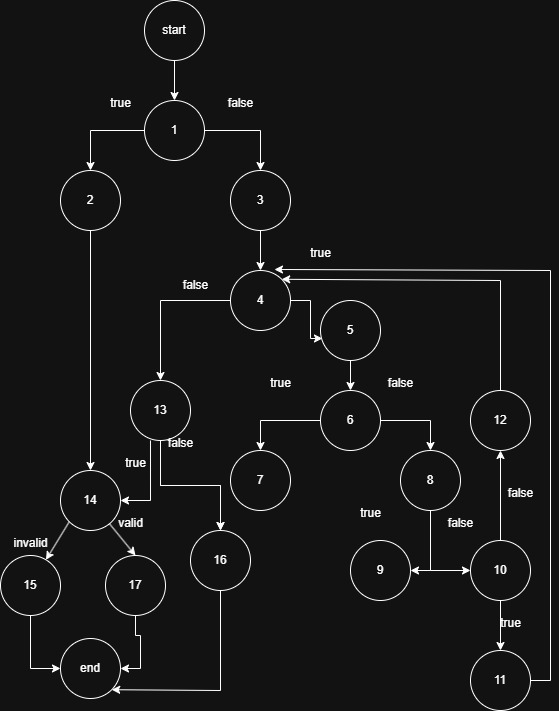 start
true
false
1
2
3
true
false
4
5
true
false
13
6
12
false
true
7
8
14
false
valid
true
false
invalid
16
15
17
9
10
true
end
11